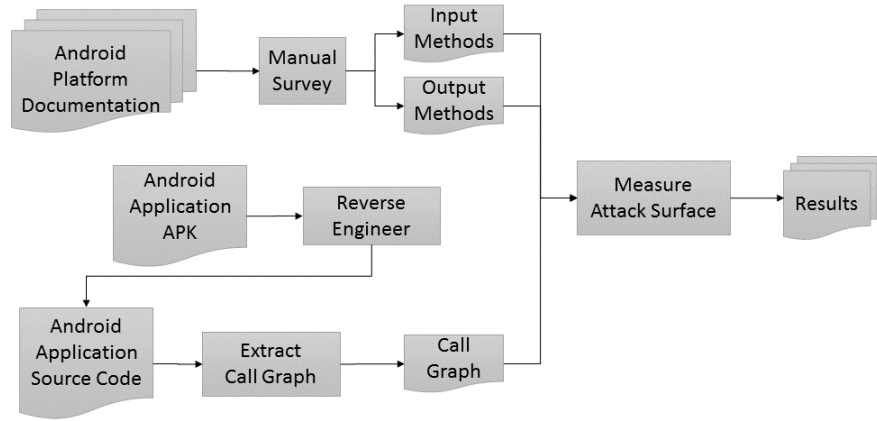 Android
Platform
Documentation
Manual
Survey
Input
Methods
Output
Methods
Android
Application
APK
Reverse
Engineer
Measure
Attack Surface
Results
Android
Application
Source Code
Extract
Call Graph
Call
Graph